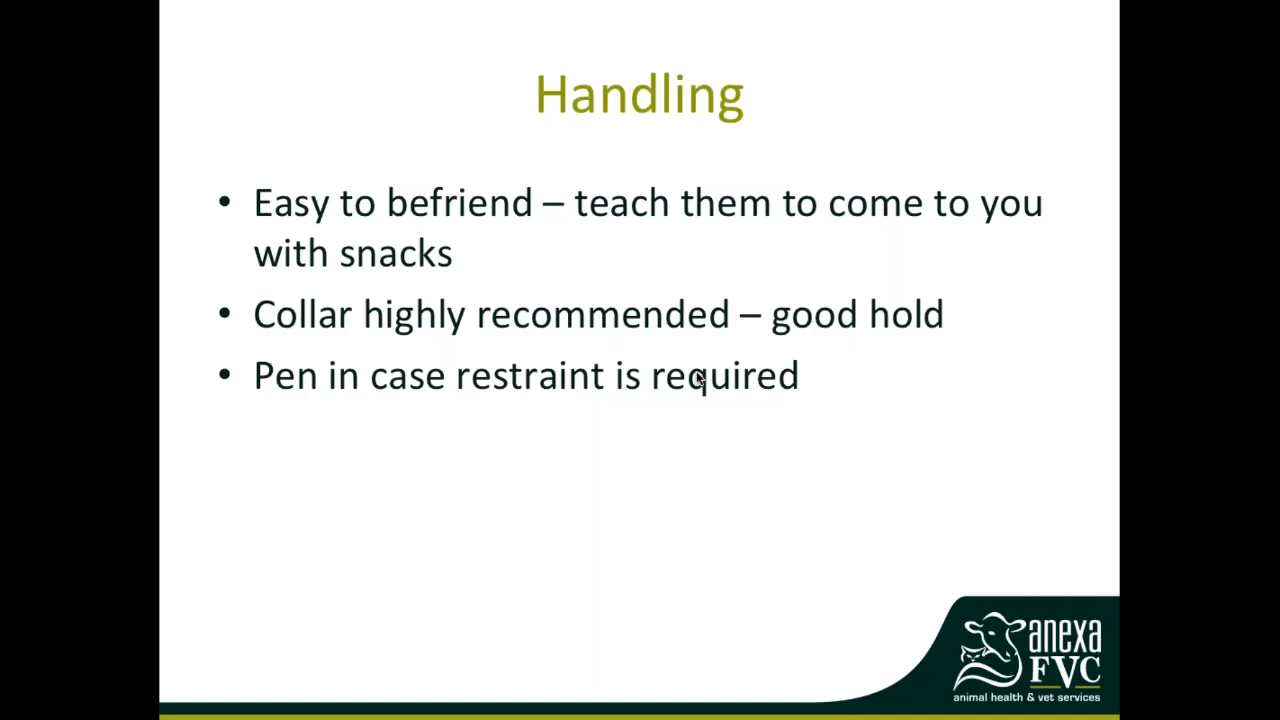 Handling
• Easy to befriend – teach them to come to you
with snacks
• Collar highly recommended – good hold
• Pen in case restraint is required
anexa
FVC
animal health & vet services